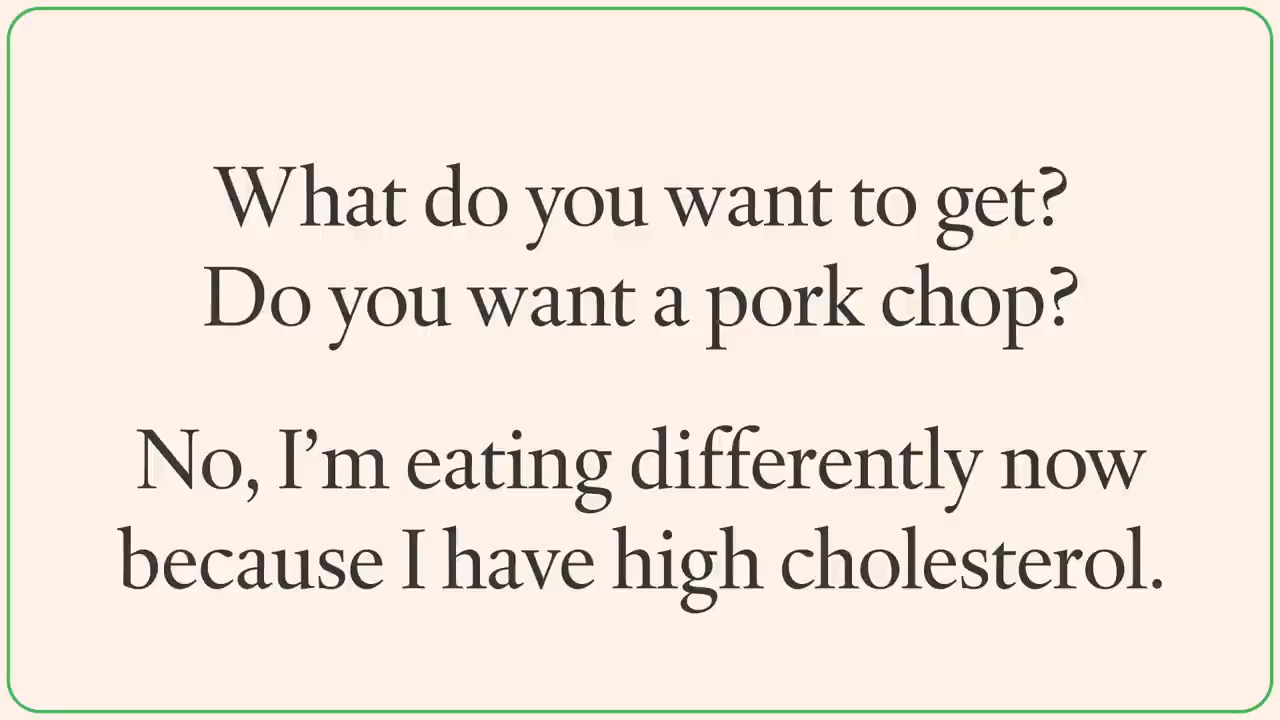 What do you want to get?
Do you want a pork chop?
No, I’m eating differently now
because I have high cholesterol.